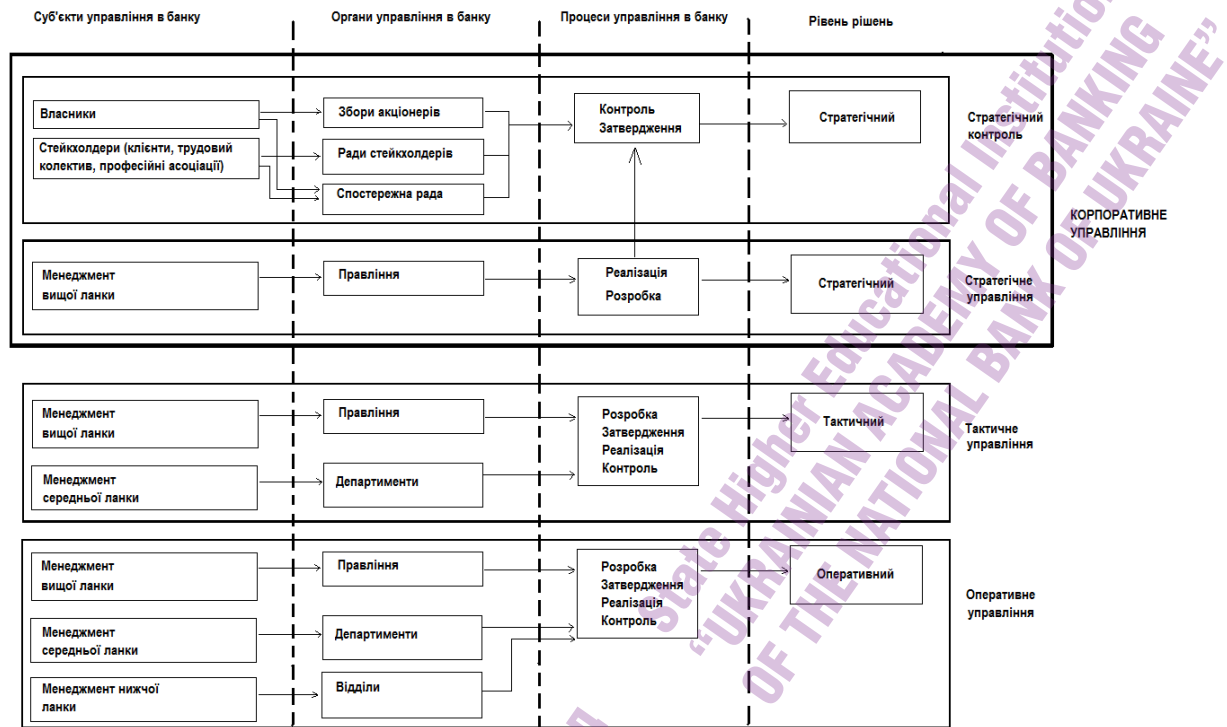 Суб'єкти управління в банку
Органи управління в банку
Процеси управління в банку
Рівень рішень
Власники
Збори акціонерів
Контроль
Затвердження
Стратегічний
Стратегічний
контроль
Стейкхолдери (клієнти, трудовий
колектив, професійні асоціації)
Ради стейкхолдерів
Спостережна рада
КОРПОРАТИВНЕ
УПРАВЛІННЯ
Менеджмент
вищої ланки
Правління
Реалізація
Розробка
Стратегічний
Стратегічне
управління
Менеджмент
вищої ланки
Правління
Розробка
Затвердження
Реалізація
Контроль
Тактичний
Тактичне
управління
Менеджмент
середньої ланки
Департименти
Менеджмент
вищої ланки
Правління
Розробка
Затвердження
Реалізація
Контроль
Оперативний
Оперативне
управління
Менеджмент
середньої ланки
Департименти
Менеджмент нижчої
ланки
Відділи
State Higher Educational Institution
“UKRAINIAN ACADEMY OF BANKING
OF THE NATIONAL BANK OF UKRAINE”